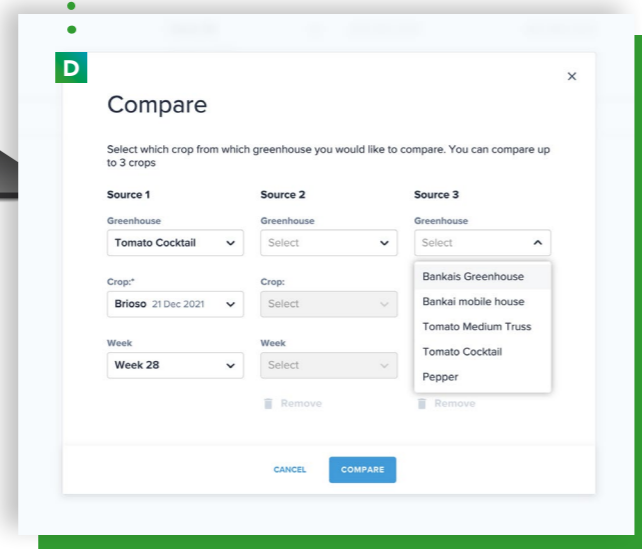 D
Compare
Select which crop from which greenhouse you would like to compare. You can compare up
to 3 crops
Source 1
Source 2
Source 3
Greenhouse
Greenhouse
Greenhouse
Tomato Cocktail
Select
Select
Crop:*
Crop:
Brioso 21 Dec 2021
Select
Week
Week
Week 28
Select
Bankais Greenhouse
Bankai mobile house
Tomato Medium Truss
Tomato Cocktail
Pepper
Remove
Remove
CANCEL
COMPARE